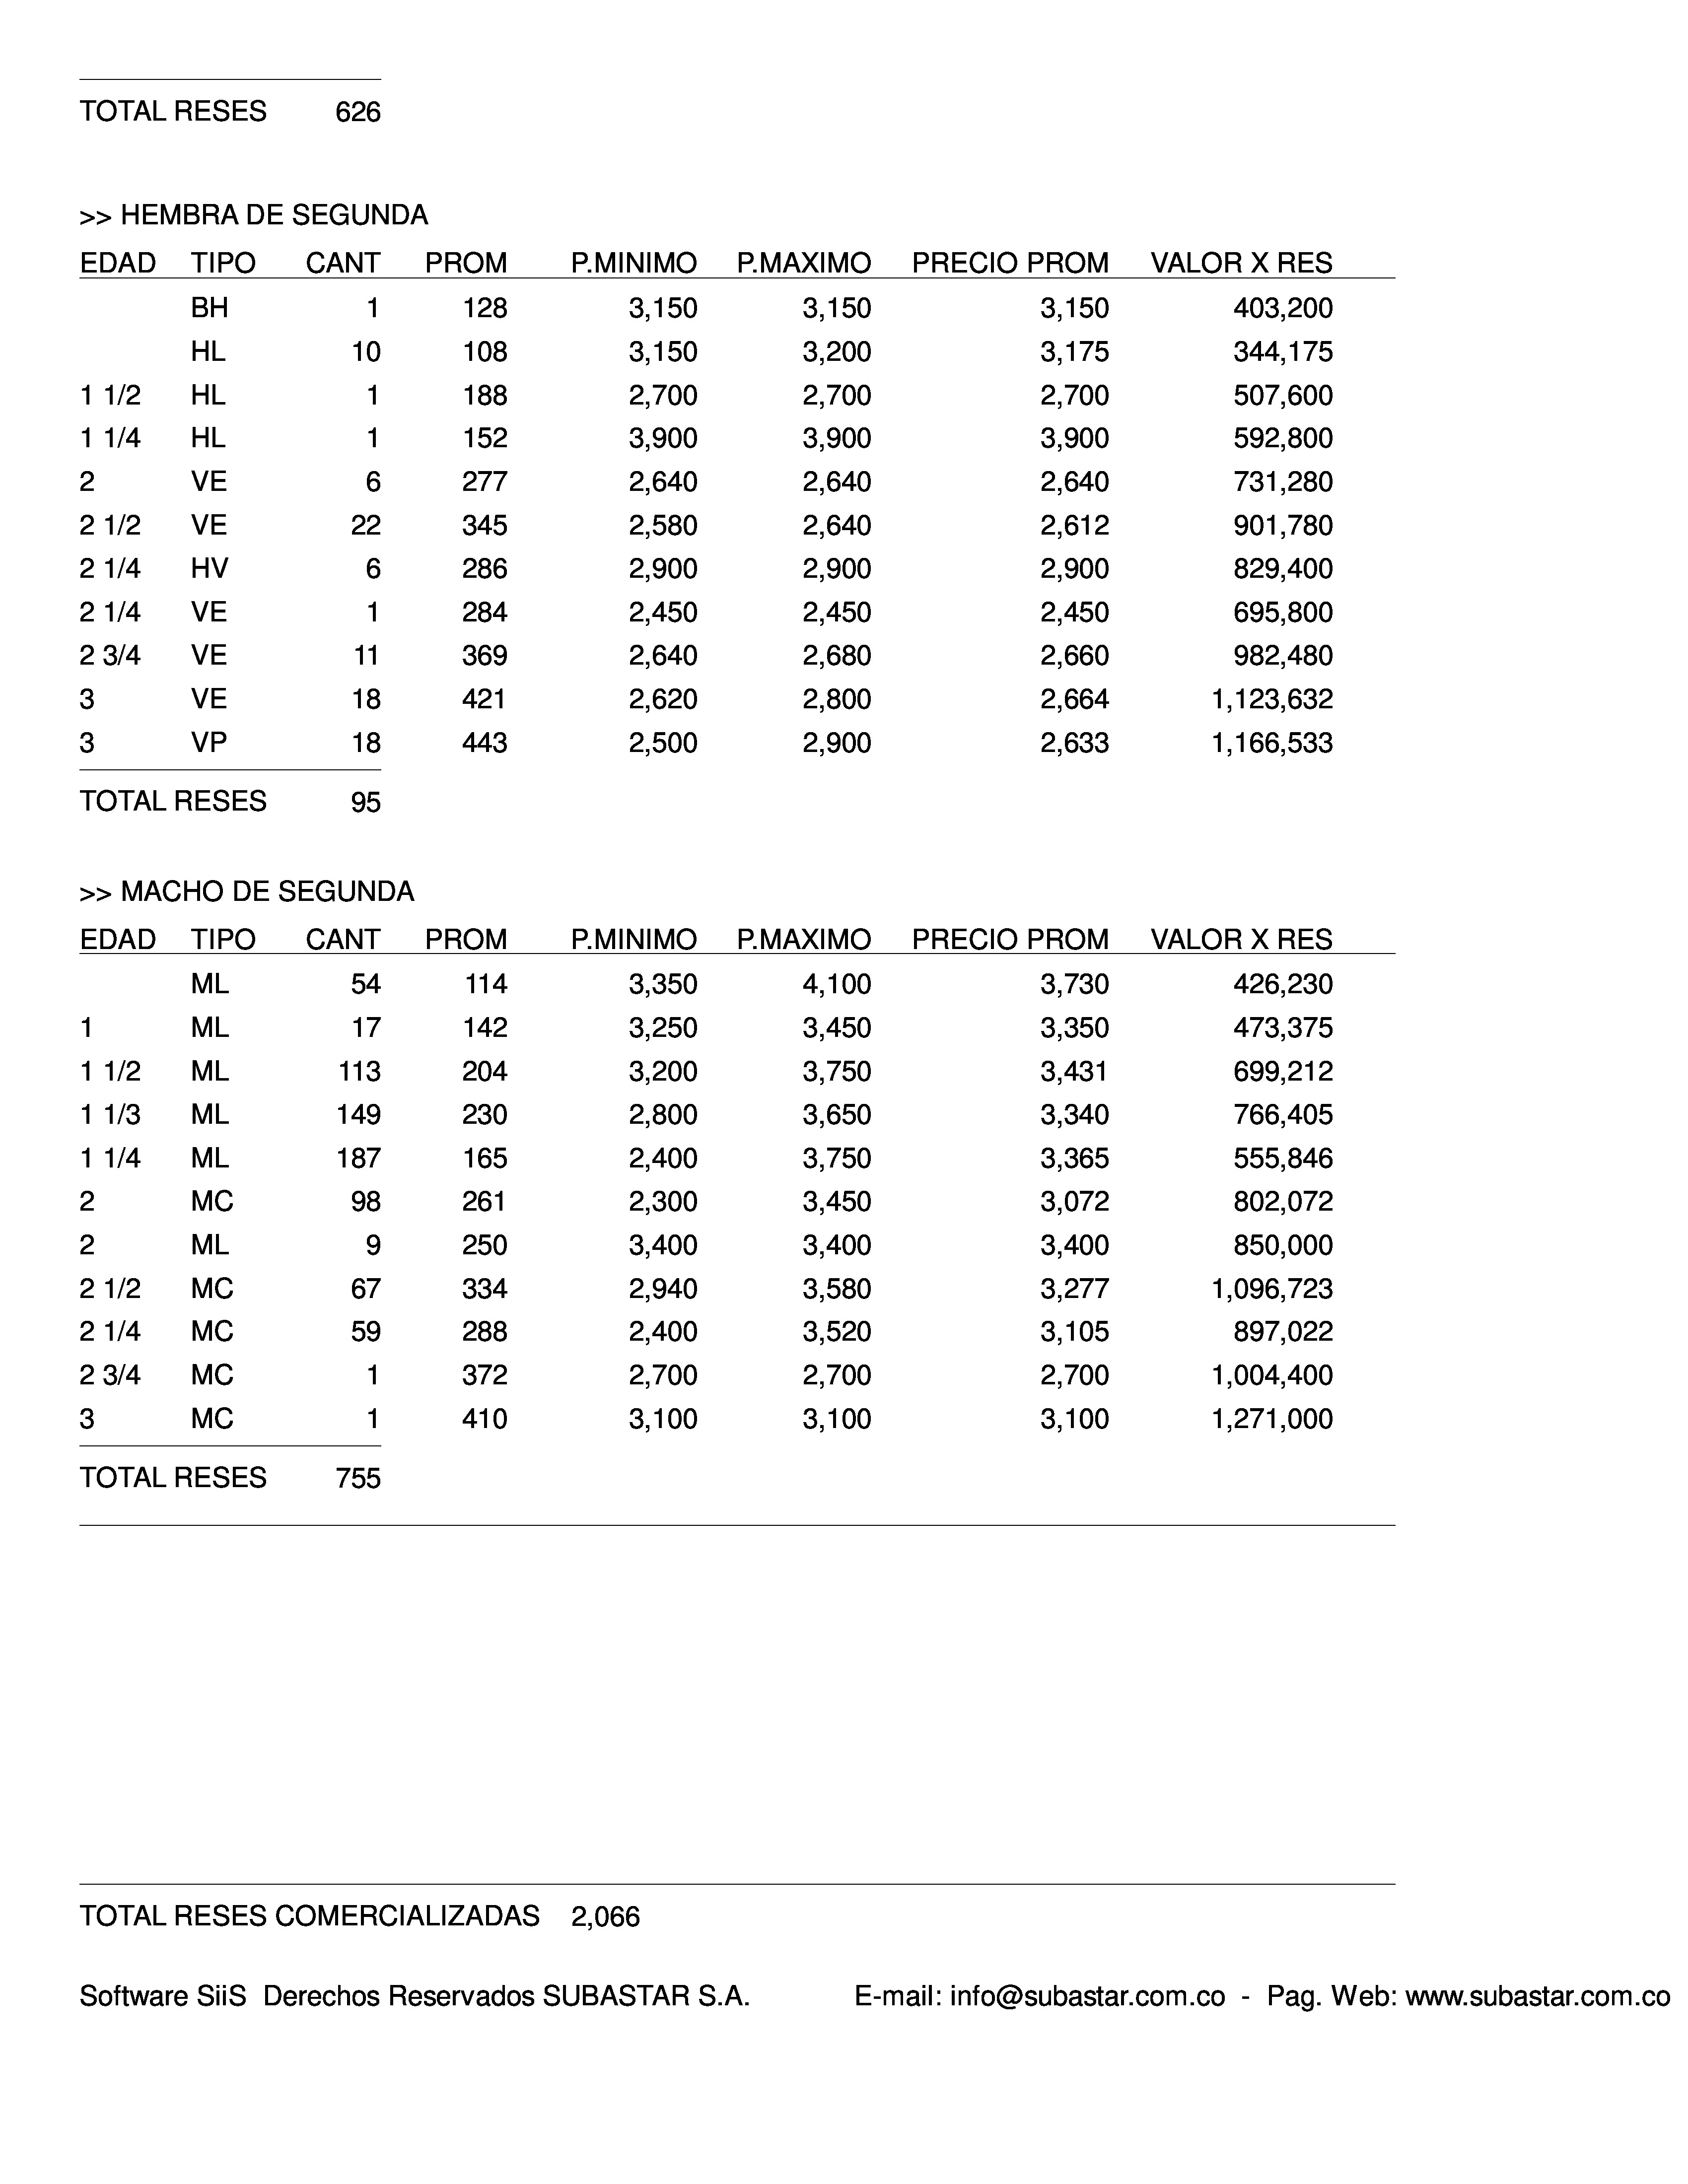 TOTAL RESES 626
>> HEMBRA DE SEGUNDA
EDAD TIPO CANT PROM P.MINIMO P.MAXIMO PRECIO PROM VALOR X RES
BH 1 128 3,150 3,150 3,150 403,200
HL 10 108 3,150 3,200 3,175 344,175
1 1/2 HL 1 188 2,700 2,700 2,700 507,600
1 1/4 HL 1 152 3,900 3,900 3,900 592,800
2 VE 6 277 2,640 2,640 2,640 731,280
2 1/2 VE 22 345 2,580 2,640 2,612 901,780
2 1/4 HV 6 286 2,900 2,900 2,900 829,400
2 1/4 VE 1 284 2,450 2,450 2,450 695,800
2 3/4 VE 11 369 2,640 2,680 2,660 982,480
3 VE 18 421 2,620 2,800 2,664 1,123,632
3 VP 18 443 2,500 2,900 2,633 1,166,533
TOTAL RESES 95
>> MACHO DE SEGUNDA
EDAD TIPO CANT PROM P.MINIMO P.MAXIMO PRECIO PROM VALOR X RES
ML 54 114 3,350 4,100 3,730 426,230
1 ML 17 142 3,250 3,450 3,350 473,375
1 1/2 ML 113 204 3,200 3,750 3,431 699,212
1 1/3 ML 149 230 2,800 3,650 3,340 766,405
1 1/4 ML 187 165 2,400 3,750 3,365 555,846
2 MC 98 261 2,300 3,450 3,072 802,072
2 ML 9 250 3,400 3,400 3,400 850,000
2 1/2 MC 67 334 2,940 3,580 3,277 1,096,723
2 1/4 MC 59 288 2,400 3,520 3,105 897,022
2 3/4 MC 1 372 2,700 2,700 2,700 1,004,400
3 MC 1 410 3,100 3,100 3,100 1,271,000
TOTAL RESES 755
TOTAL RESES COMERCIALIZADAS 2,066
Software SiiS Derechos Reservados SUBASTAR S.A. E-mail: info@subastar.com.co - Pag. Web: www.subastar.com.co